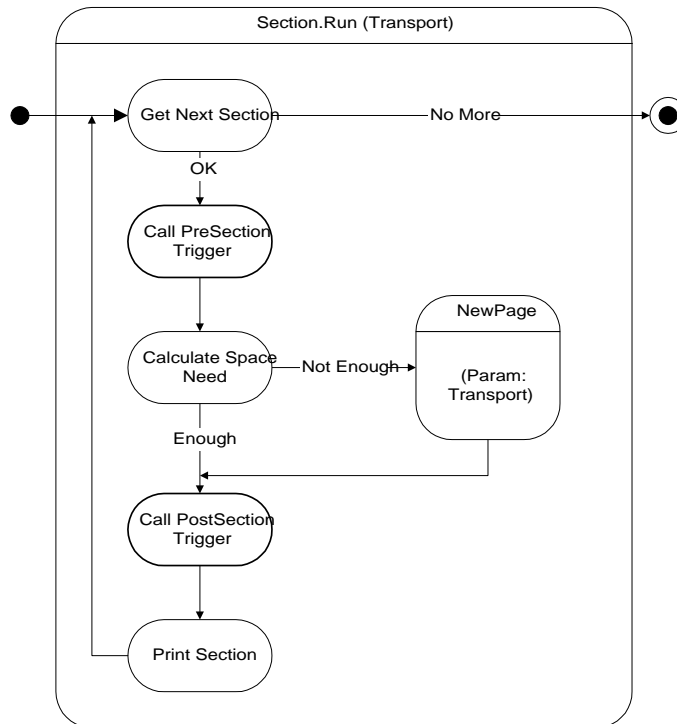 Section.Run (Transport)
Get Next Section
No More
OK
Call PreSection
Trigger
NewPage
Calculate Space
Need
Not Enough
(Param:
Transport)
Enough
Call PostSection
Trigger
Print Section